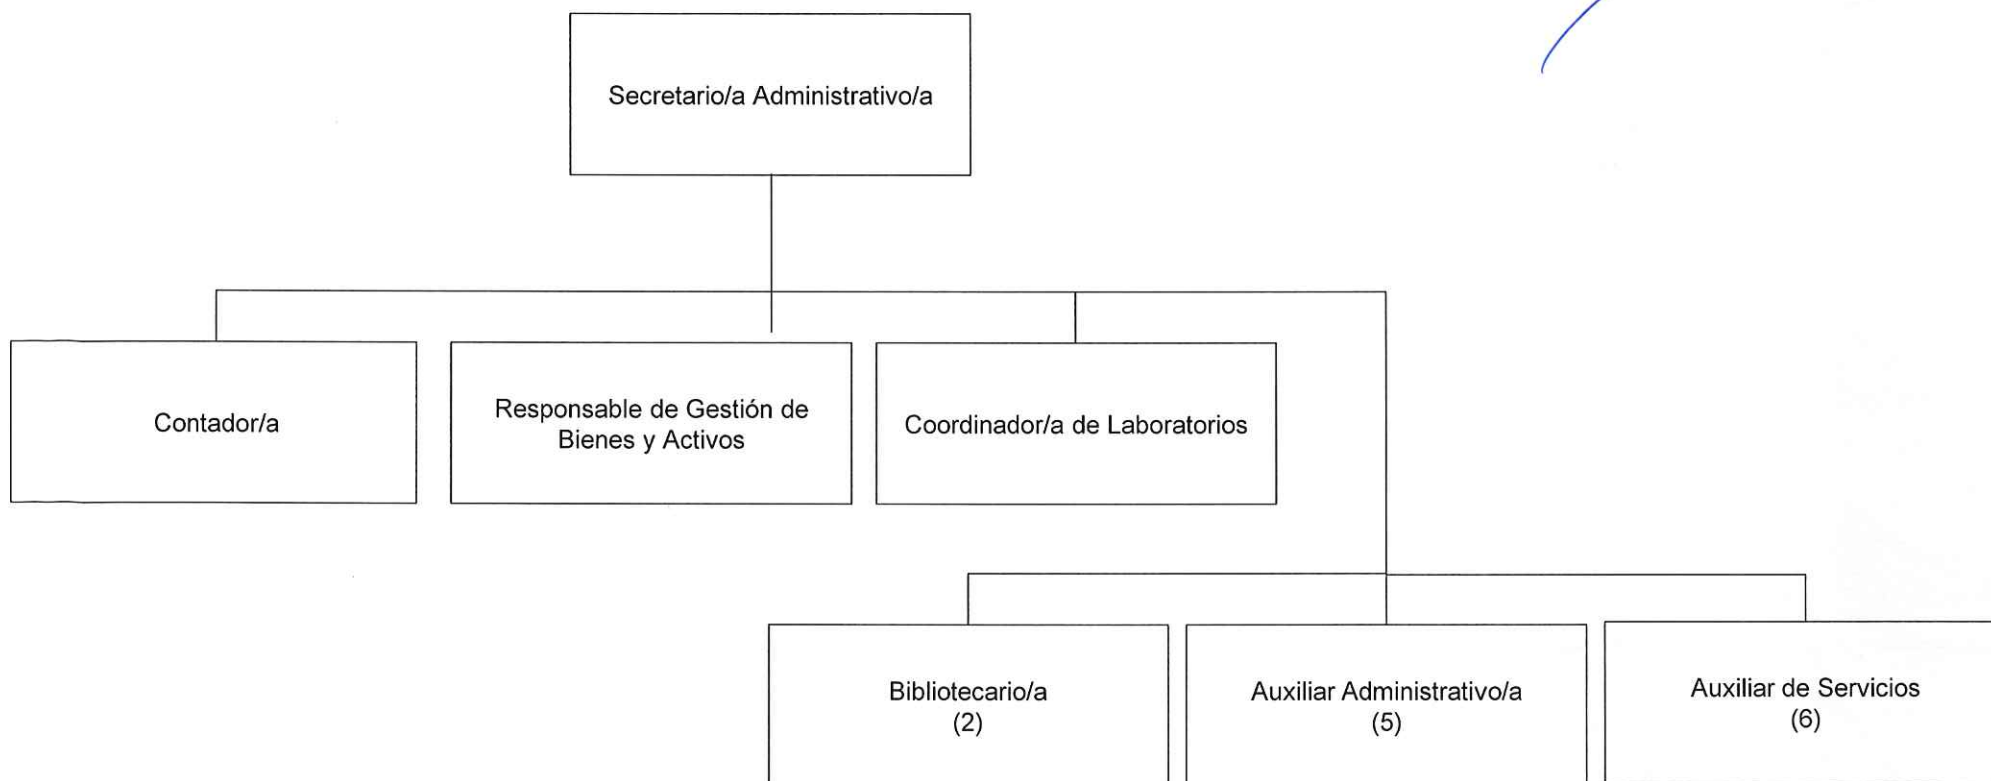 Secretario/a Administrativo/a
Contador/a
Responsable de Gestión de
Bienes y Activos
Coordinador/a de Laboratorios
Bibliotecario/a
(2)
Auxiliar Administrativo/a
(5)
Auxiliar de Servicios
(6)